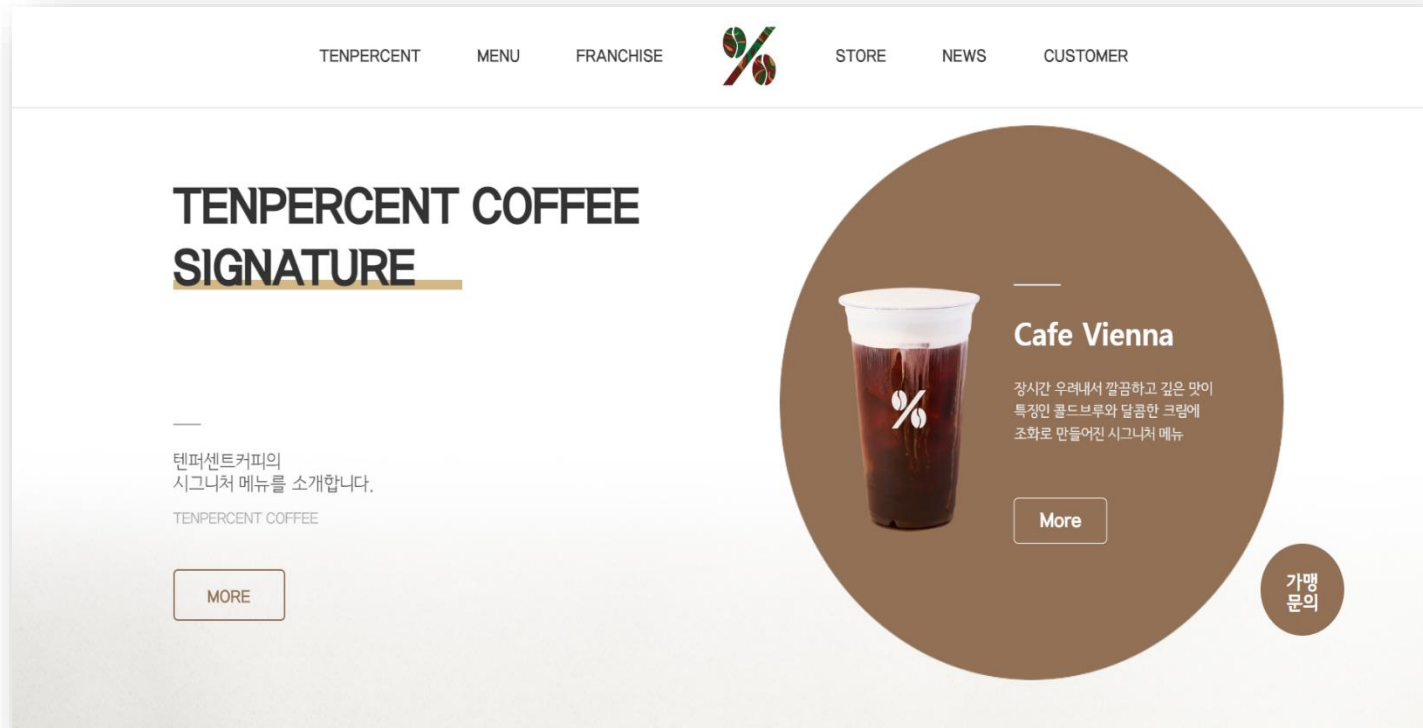 TENPERCENT MENU FRANCHISE % STORE NEWS CUSTOMER
TENPERCENT COFFEE
SIGNATURE
텐퍼센트커피의
시그니처 메뉴를 소개합니다.
TENPERCENT COFFEE
MORE
%
Cafe Vienna
장시간 우려내서 깔끔하고 깊은 맛이
특징인 콜드브루와 달콤한 크림에
조화로 만들어진 시그니처 메뉴
More
가맹
문의